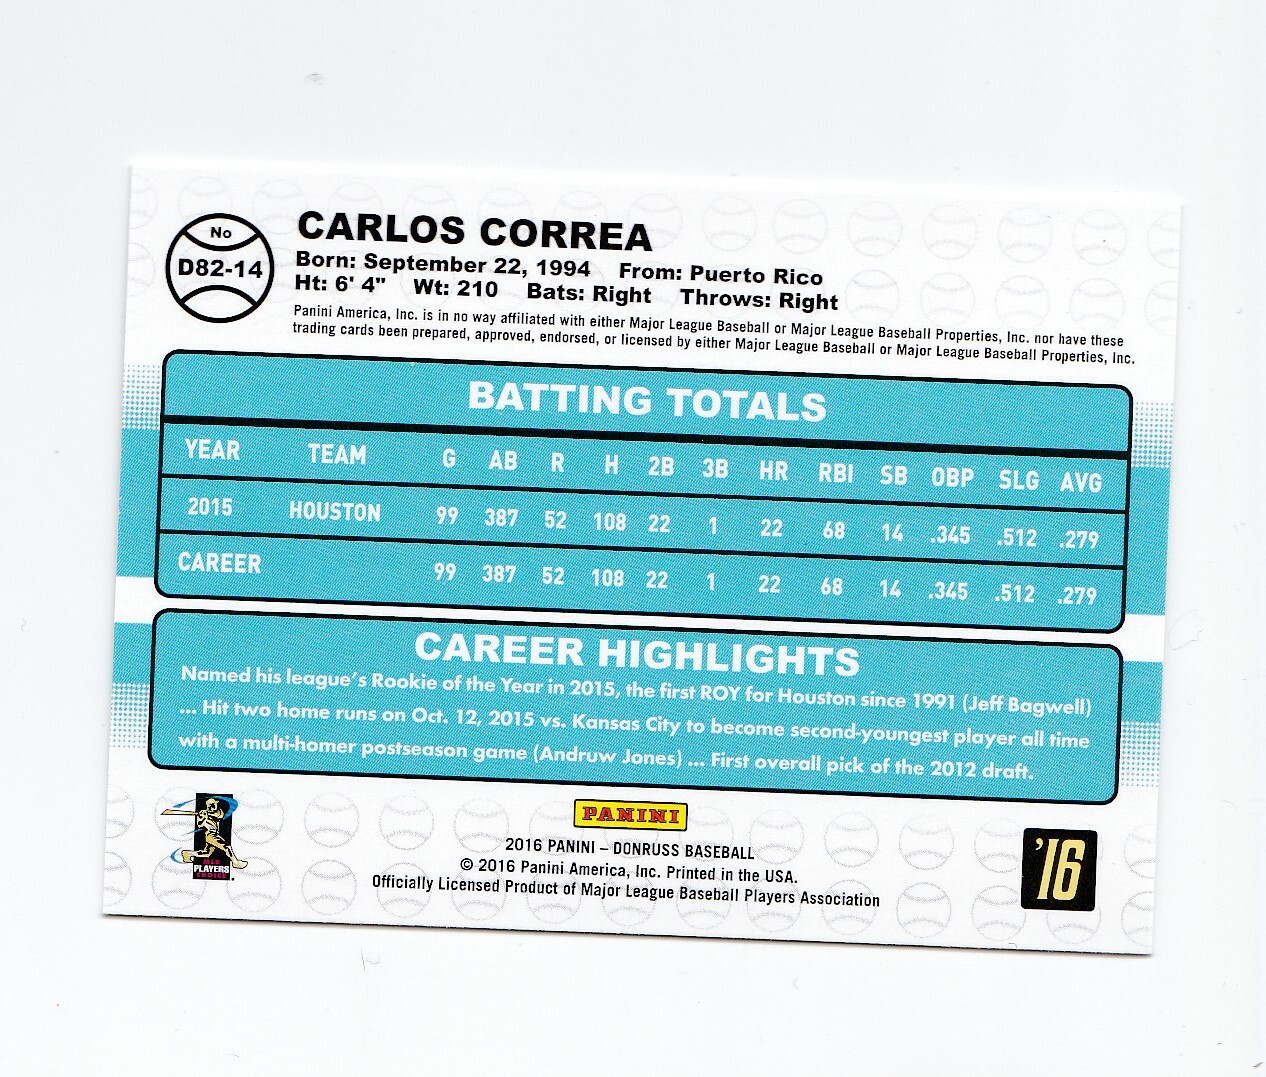 No
D82-14
CARLOS CORREA
Born: September 22, 1994 From: Puerto Rico
Ht: 6' 4" Wt: 210 Bats: Right Throws: Right
Panini America, Inc. is in no way affiliated with either Major League Baseball or Major League Baseball Properties, Inc. nor have these
trading cards been prepared, approved, endorsed, or licensed by either Major League Baseball or Major League Baseball Properties, Inc.
BATTING TOTALS
YEAR TEAM G AB R H 2B 3B HR RBI SB OBP SLG AVG
2015 HOUSTON 99 387 52 108 22 1 22 68 14 .345 .512 .279
CAREER 99 387 52 108 22 1 22 68 14 .345 .512 .279
CAREER HIGHLIGHTS
Named his league's Rookie of the Year in 2015, the first ROY for Houston since 1991 (Jeff Bagwell)
... Hit two home runs on Oct. 12, 2015 vs. Kansas City to become second-youngest player all time
with a multi-homer postseason game (Andruw Jones) ... First overall pick of the 2012 draft.
MLB
PLAYERS
CHOICE
PANINI
2016 PANINI – DONRUSS BASEBALL
© 2016 Panini America, Inc. Printed in the USA.
Officially Licensed Product of Major League Baseball Players Association
'16